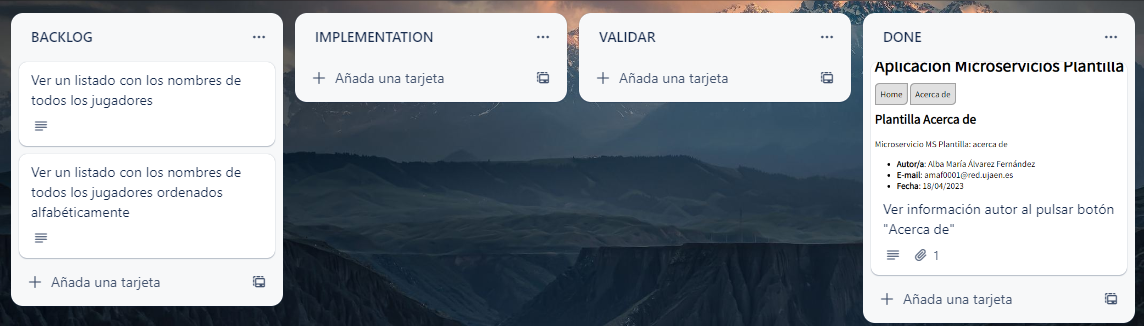 BACKLOG
Ver un listado con los nombres de
todos los jugadores
Ver un listado con los nombres de
todos los jugadores ordenados
alfabéticamente
Añada una tarjeta
IMPLEMENTATION
Añada una tarjeta
VALIDAR
Añada una tarjeta
DONE
Aplicación Microservicios Plantilla
Home
Acerca de
Plantilla Acerca de
Microservicio MS Plantilla: acerca de
Autor/a: Alba María Álvarez Fernández
E-mail: amaf0001@red.ujaen.es
Fecha: 18/04/2023
Ver información autor al pulsar botón
"Acerca de"
1
Añada una tarjeta